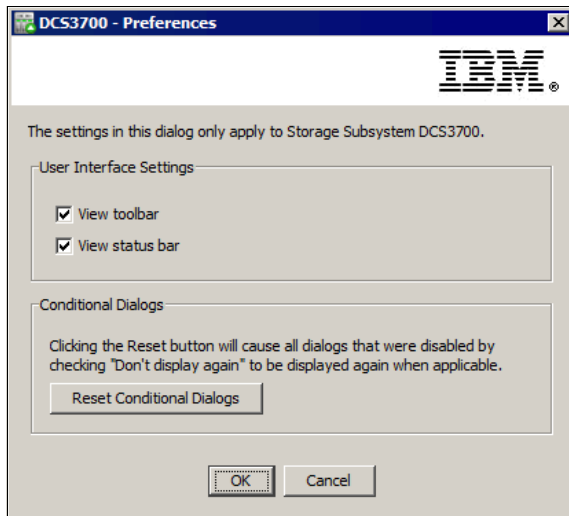 DCS3700 - Preferences
IBM®
The settings in this dialog only apply to Storage Subsystem DCS3700.
User Interface Settings
View toolbar
View status bar
Conditional Dialogs
Clicking the Reset button will cause all dialogs that were disabled by
checking "Don't display again" to be displayed again when applicable.
Reset Conditional Dialogs
OK
Cancel